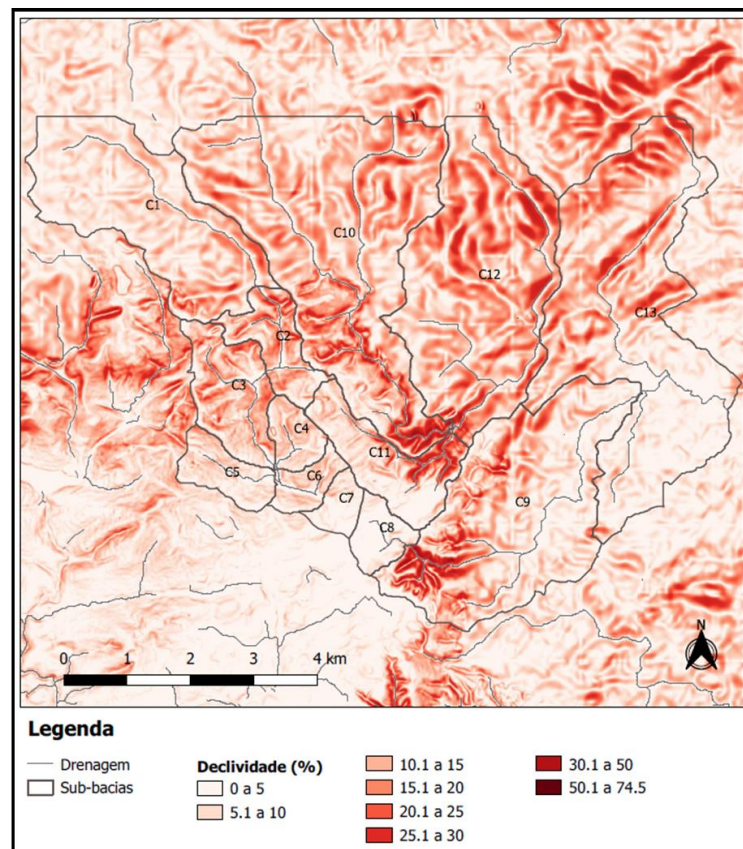 C1
C10
C12
C13
C2
C3
C4
C11
C5
C6
C7
C9
C8
N
0 1 2 3 4 km
Legenda
Drenagem
Sub-bacias
Declividade (%)
0 a 5
5.1 a 10
10.1 a 15
15.1 a 20
20.1 a 25
25.1 a 30
30.1 a 50
50.1 a 74.5